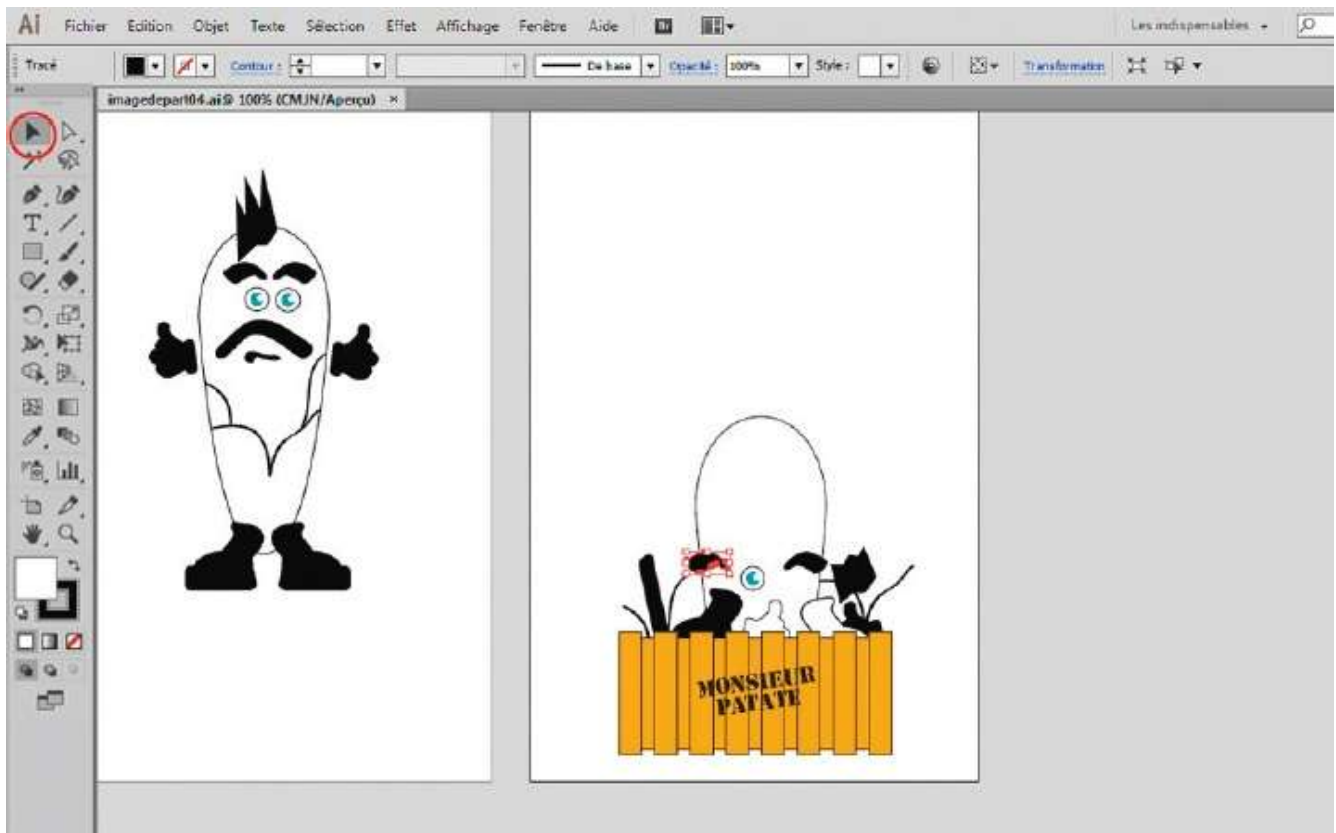 Ai Fichier Edition Objet Texte Sélection Effet Affichage Fenêtre Aide Br Les indispensables
Tracé Contour : De base Opacité : 100% Style : Transformation
imagedepart04.ai @ 100% (CMJN/Aperçu) ×
MONSIEUR
PATATE